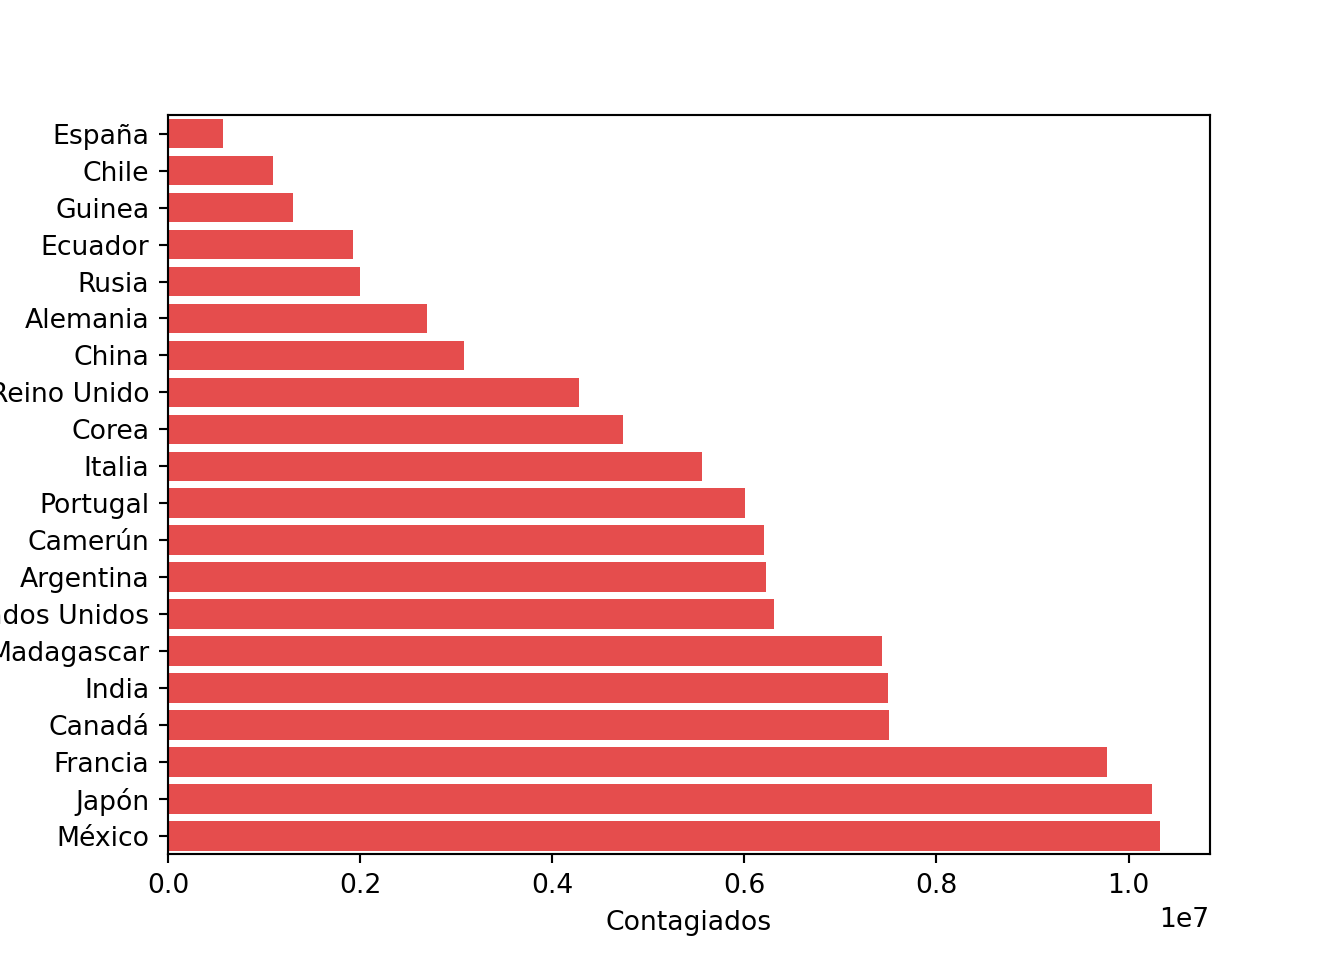 España
Chile
Guinea
Ecuador
Rusia
Alemania
China
Reino Unido
Corea
Italia
Portugal
Camerún
Argentina
dos Unidos
Madagascar
India
Canadá
Francia
Japón
México
0.0 0.2 0.4 0.6 0.8 1.0
Contagiados
1e7